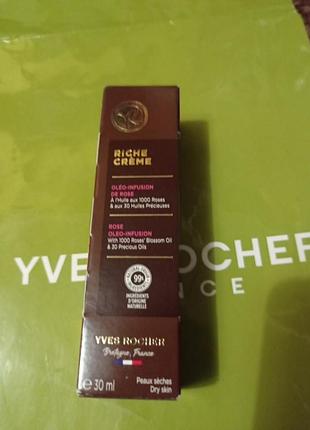 RICHE
CRÈME
OLÉO-INFUSION
DE ROSE
À l'Huile aux 1000 Roses
& aux 30 Huiles Précieuses
ROSE
OLEO-INFUSION
With 1000 Roses' Blossom Oil
& 30 Precious Oils
99%
INGRÉDIENTS
D'ORIGINE
NATURELLE
YVES ROCHER
Bretagne, France
℮ 30 ml
Peaux sèches
Dry skin
YVES ROCHER
FRANCE